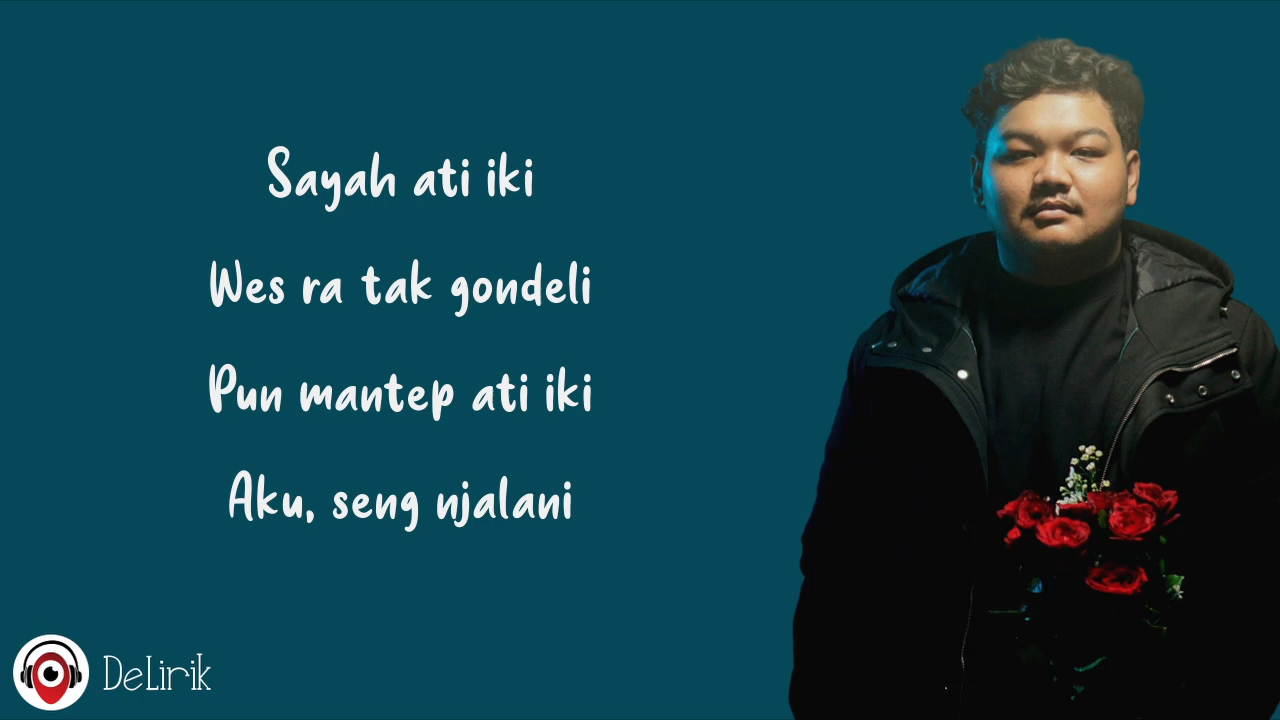 Sayah ati iki
Wes ra tak gondeli
Pun mantep ati iki
Aku, seng njalani
DeLirik